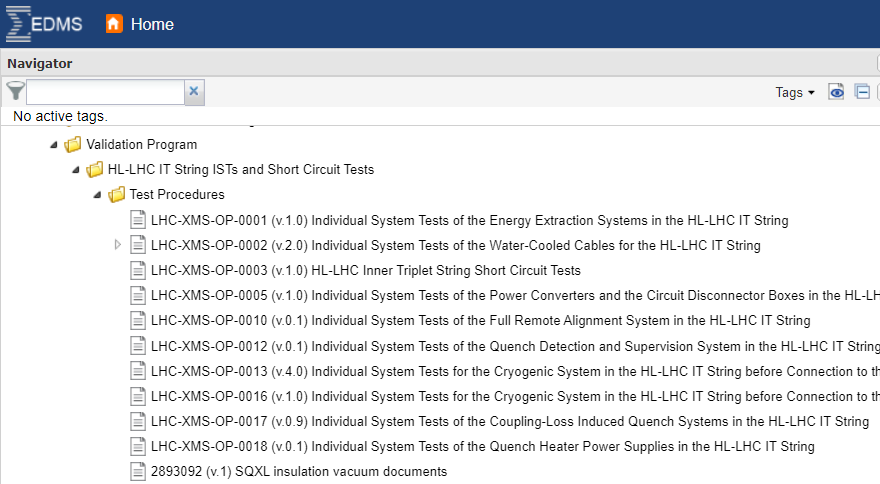 EDMS Home
Navigator
Tags
No active tags.
Validation Program
HL-LHC IT String ISTs and Short Circuit Tests
Test Procedures
LHC-XMS-OP-0001 (v.1.0) Individual System Tests of the Energy Extraction Systems in the HL-LHC IT String
LHC-XMS-OP-0002 (v.2.0) Individual System Tests of the Water-Cooled Cables for the HL-LHC IT String
LHC-XMS-OP-0003 (v.1.0) HL-LHC Inner Triplet String Short Circuit Tests
LHC-XMS-OP-0005 (v.1.0) Individual System Tests of the Power Converters and the Circuit Disconnector Boxes in the HL-LH
LHC-XMS-OP-0010 (v.0.1) Individual System Tests of the Full Remote Alignment System in the HL-LHC IT String
LHC-XMS-OP-0012 (v.0.1) Individual System Tests of the Quench Detection and Supervision System in the HL-LHC IT String
LHC-XMS-OP-0013 (v.4.0) Individual System Tests for the Cryogenic System in the HL-LHC IT String before Connection to th
LHC-XMS-OP-0016 (v.1.0) Individual System Tests for the Cryogenic System in the HL-LHC IT String before Connection to th
LHC-XMS-OP-0017 (v.0.9) Individual System Tests of the Coupling-Loss Induced Quench Systems in the HL-LHC IT String
LHC-XMS-OP-0018 (v.0.1) Individual System Tests of the Quench Heater Power Supplies in the HL-LHC IT String
2893092 (v.1) SQXL insulation vacuum documents